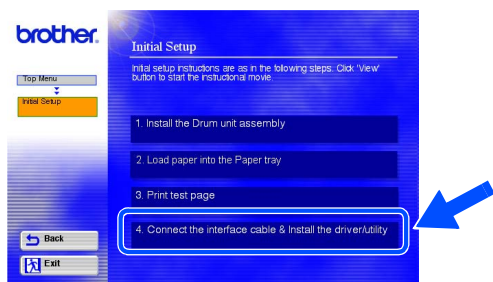 brother.
Initial Setup
Initial setup instructions are as in the following steps. Click 'View'
button to start the instructional movie.
Top Menu
Initial Setup
1. Install the Drum unit assembly
2. Load paper into the Paper tray
3. Print test page
4. Connect the interface cable & Install the driver/utility
Back
Exit